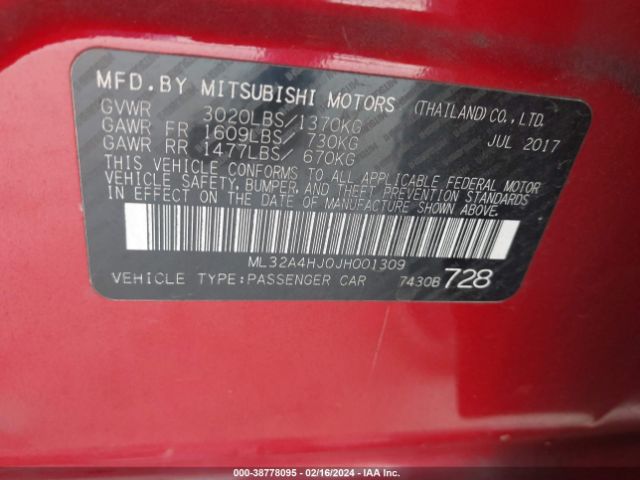 MFD.BY MITSUBISHI MOTORS (THAILAND)CO.,LTD.
GVWR 3020LBS/1370KG
GAWR FR 1609LBS/ 730KG JUL 2017
GAWR RR 1477LBS/ 670KG
THIS VEHICLE CONFORMS TO ALL APPLICABLE FEDERAL MOTOR
VEHICLE SAFETY, BUMPER, AND THEFT PREVENTION STANDARDS
IN EFFECT ON THE DATE OF MANUFACTURE SHOWN ABOVE.
ML32A4HJ0JH001309
VEHICLE TYPE:PASSENGER CAR 7430B 728
000-38778095 - 02/16/2024 - IAA Inc.